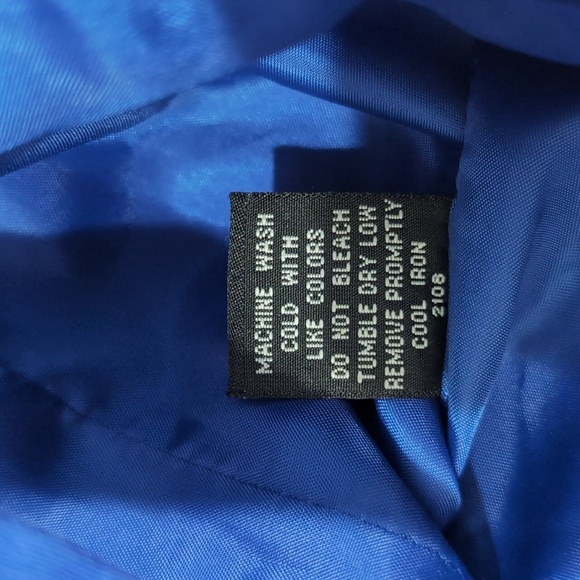 MACHINE WASH
COLD WITH
LIKE COLORS
DO NOT BLEACH
TUMBLE DRY LOW
REMOVE PROMPTLY
COOL IRON
2108